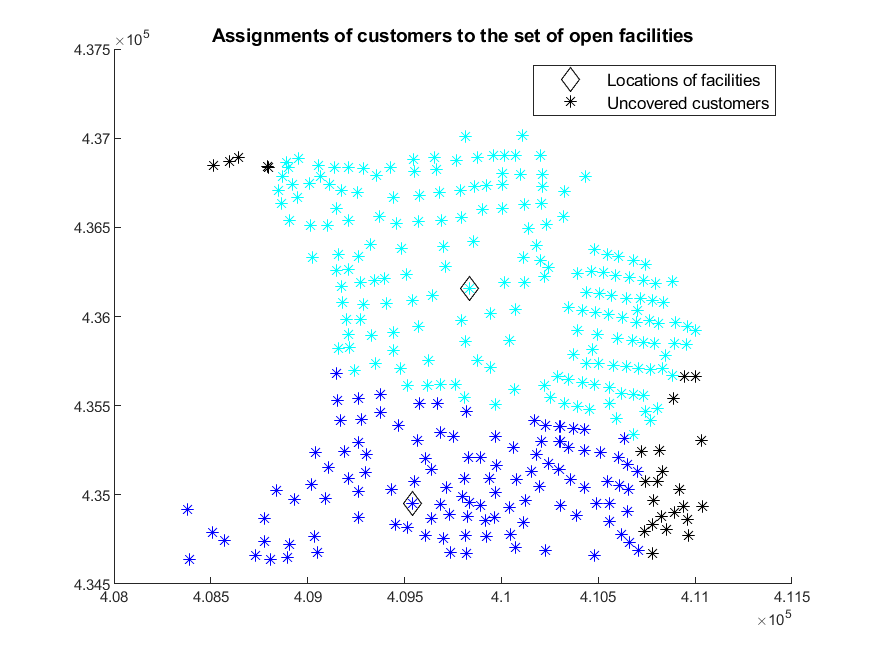 Assignments of customers to the set of open facilities
×10^5
Locations of facilities
Uncovered customers
4.375
4.37
4.365
4.36
4.355
4.35
4.345
4.08 4.085 4.09 4.095 4.1 4.105 4.11 4.115
×10^5